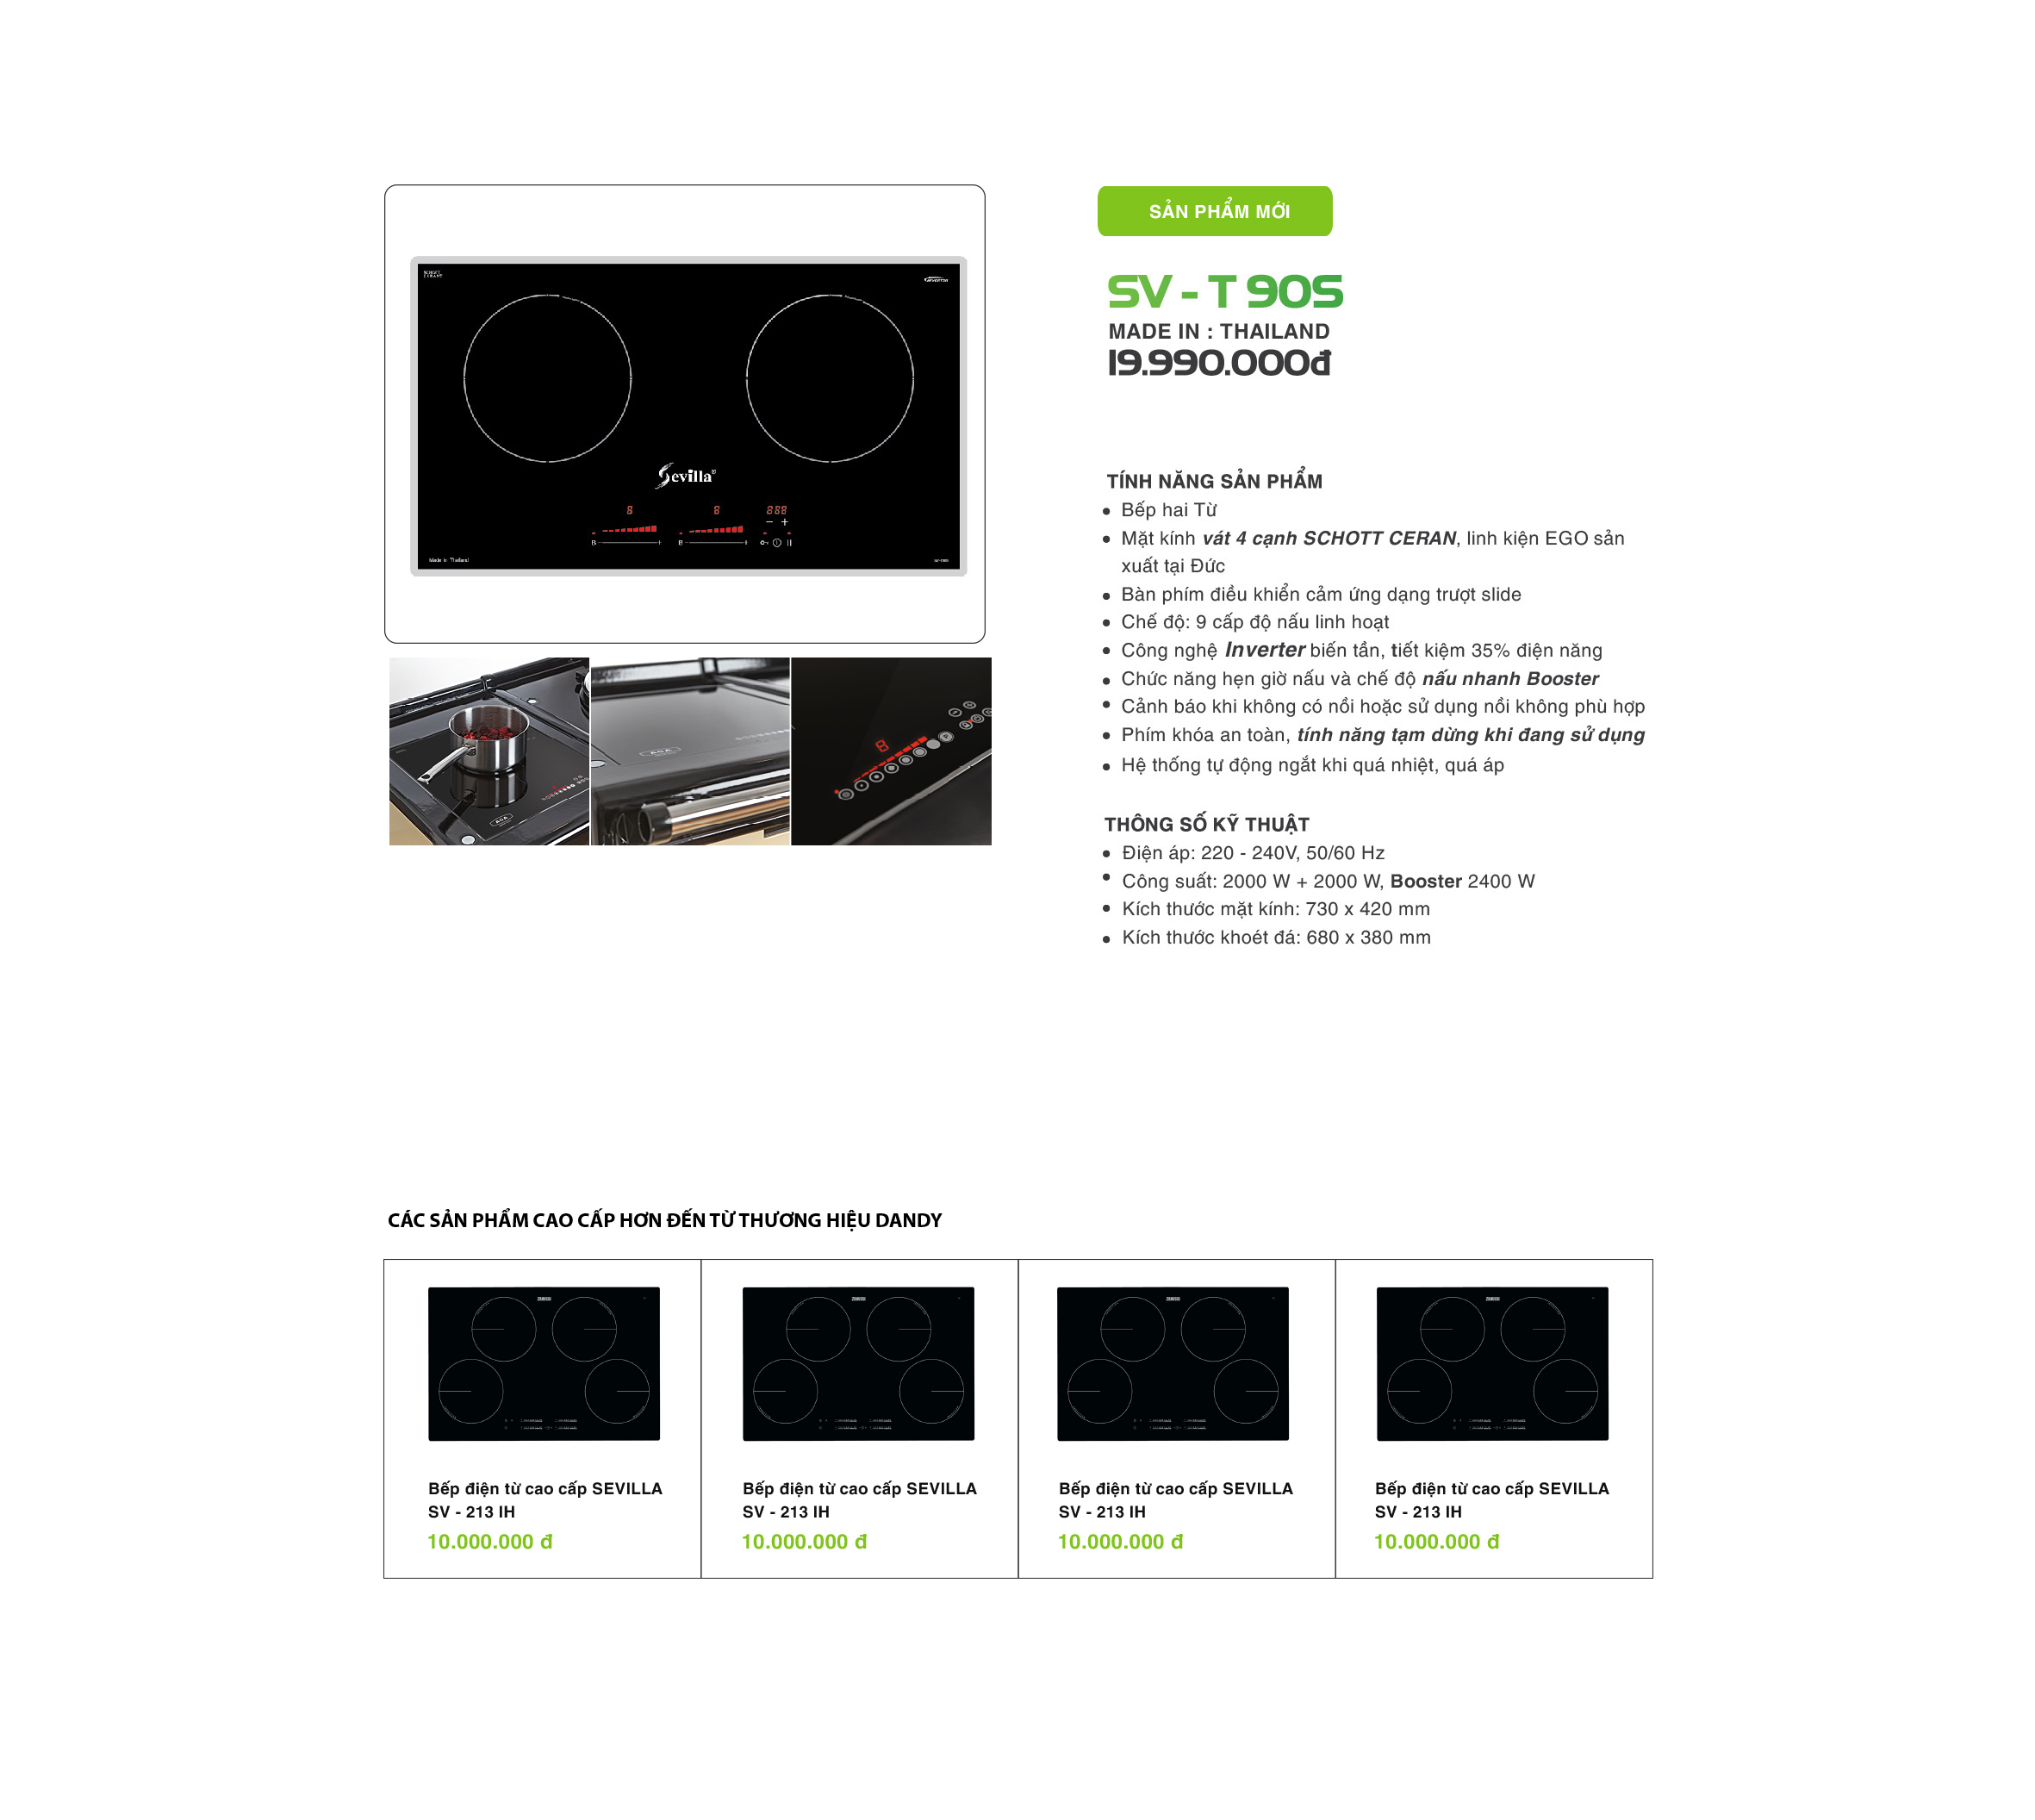 SCHOTT
CERAN
INVERTER
Sevilla
Made in Thailand
AGA
AGA
SẢN PHẨM MỚI
SV - T 90S
MADE IN : THAILAND
19.990.000đ
TÍNH NĂNG SẢN PHẨM
Bếp hai Từ
Mặt kính vát 4 cạnh SCHOTT CERAN, linh kiện EGO sản
xuất tại Đức
Bàn phím điều khiển cảm ứng dạng trượt slide
Chế độ: 9 cấp độ nấu linh hoạt
Công nghệ Inverter biến tần, tiết kiệm 35% điện năng
Chức năng hẹn giờ nấu và chế độ nấu nhanh Booster
Cảnh báo khi không có nồi hoặc sử dụng nồi không phù hợp
Phím khóa an toàn, tính năng tạm dừng khi đang sử dụng
Hệ thống tự động ngắt khi quá nhiệt, quá áp
THÔNG SỐ KỸ THUẬT
Điện áp: 220 - 240V, 50/60 Hz
Công suất: 2000 W + 2000 W, Booster 2400 W
Kích thước mặt kính: 730 x 420 mm
Kích thước khoét đá: 680 x 380 mm
CÁC SẢN PHẨM CAO CẤP HƠN ĐẾN TỪ THƯƠNG HIỆU DANDY
Bếp điện từ cao cấp SEVILLA
SV - 213 IH
10.000.000 đ
Bếp điện từ cao cấp SEVILLA
SV - 213 IH
10.000.000 đ
Bếp điện từ cao cấp SEVILLA
SV - 213 IH
10.000.000 đ
Bếp điện từ cao cấp SEVILLA
SV - 213 IH
10.000.000 đ